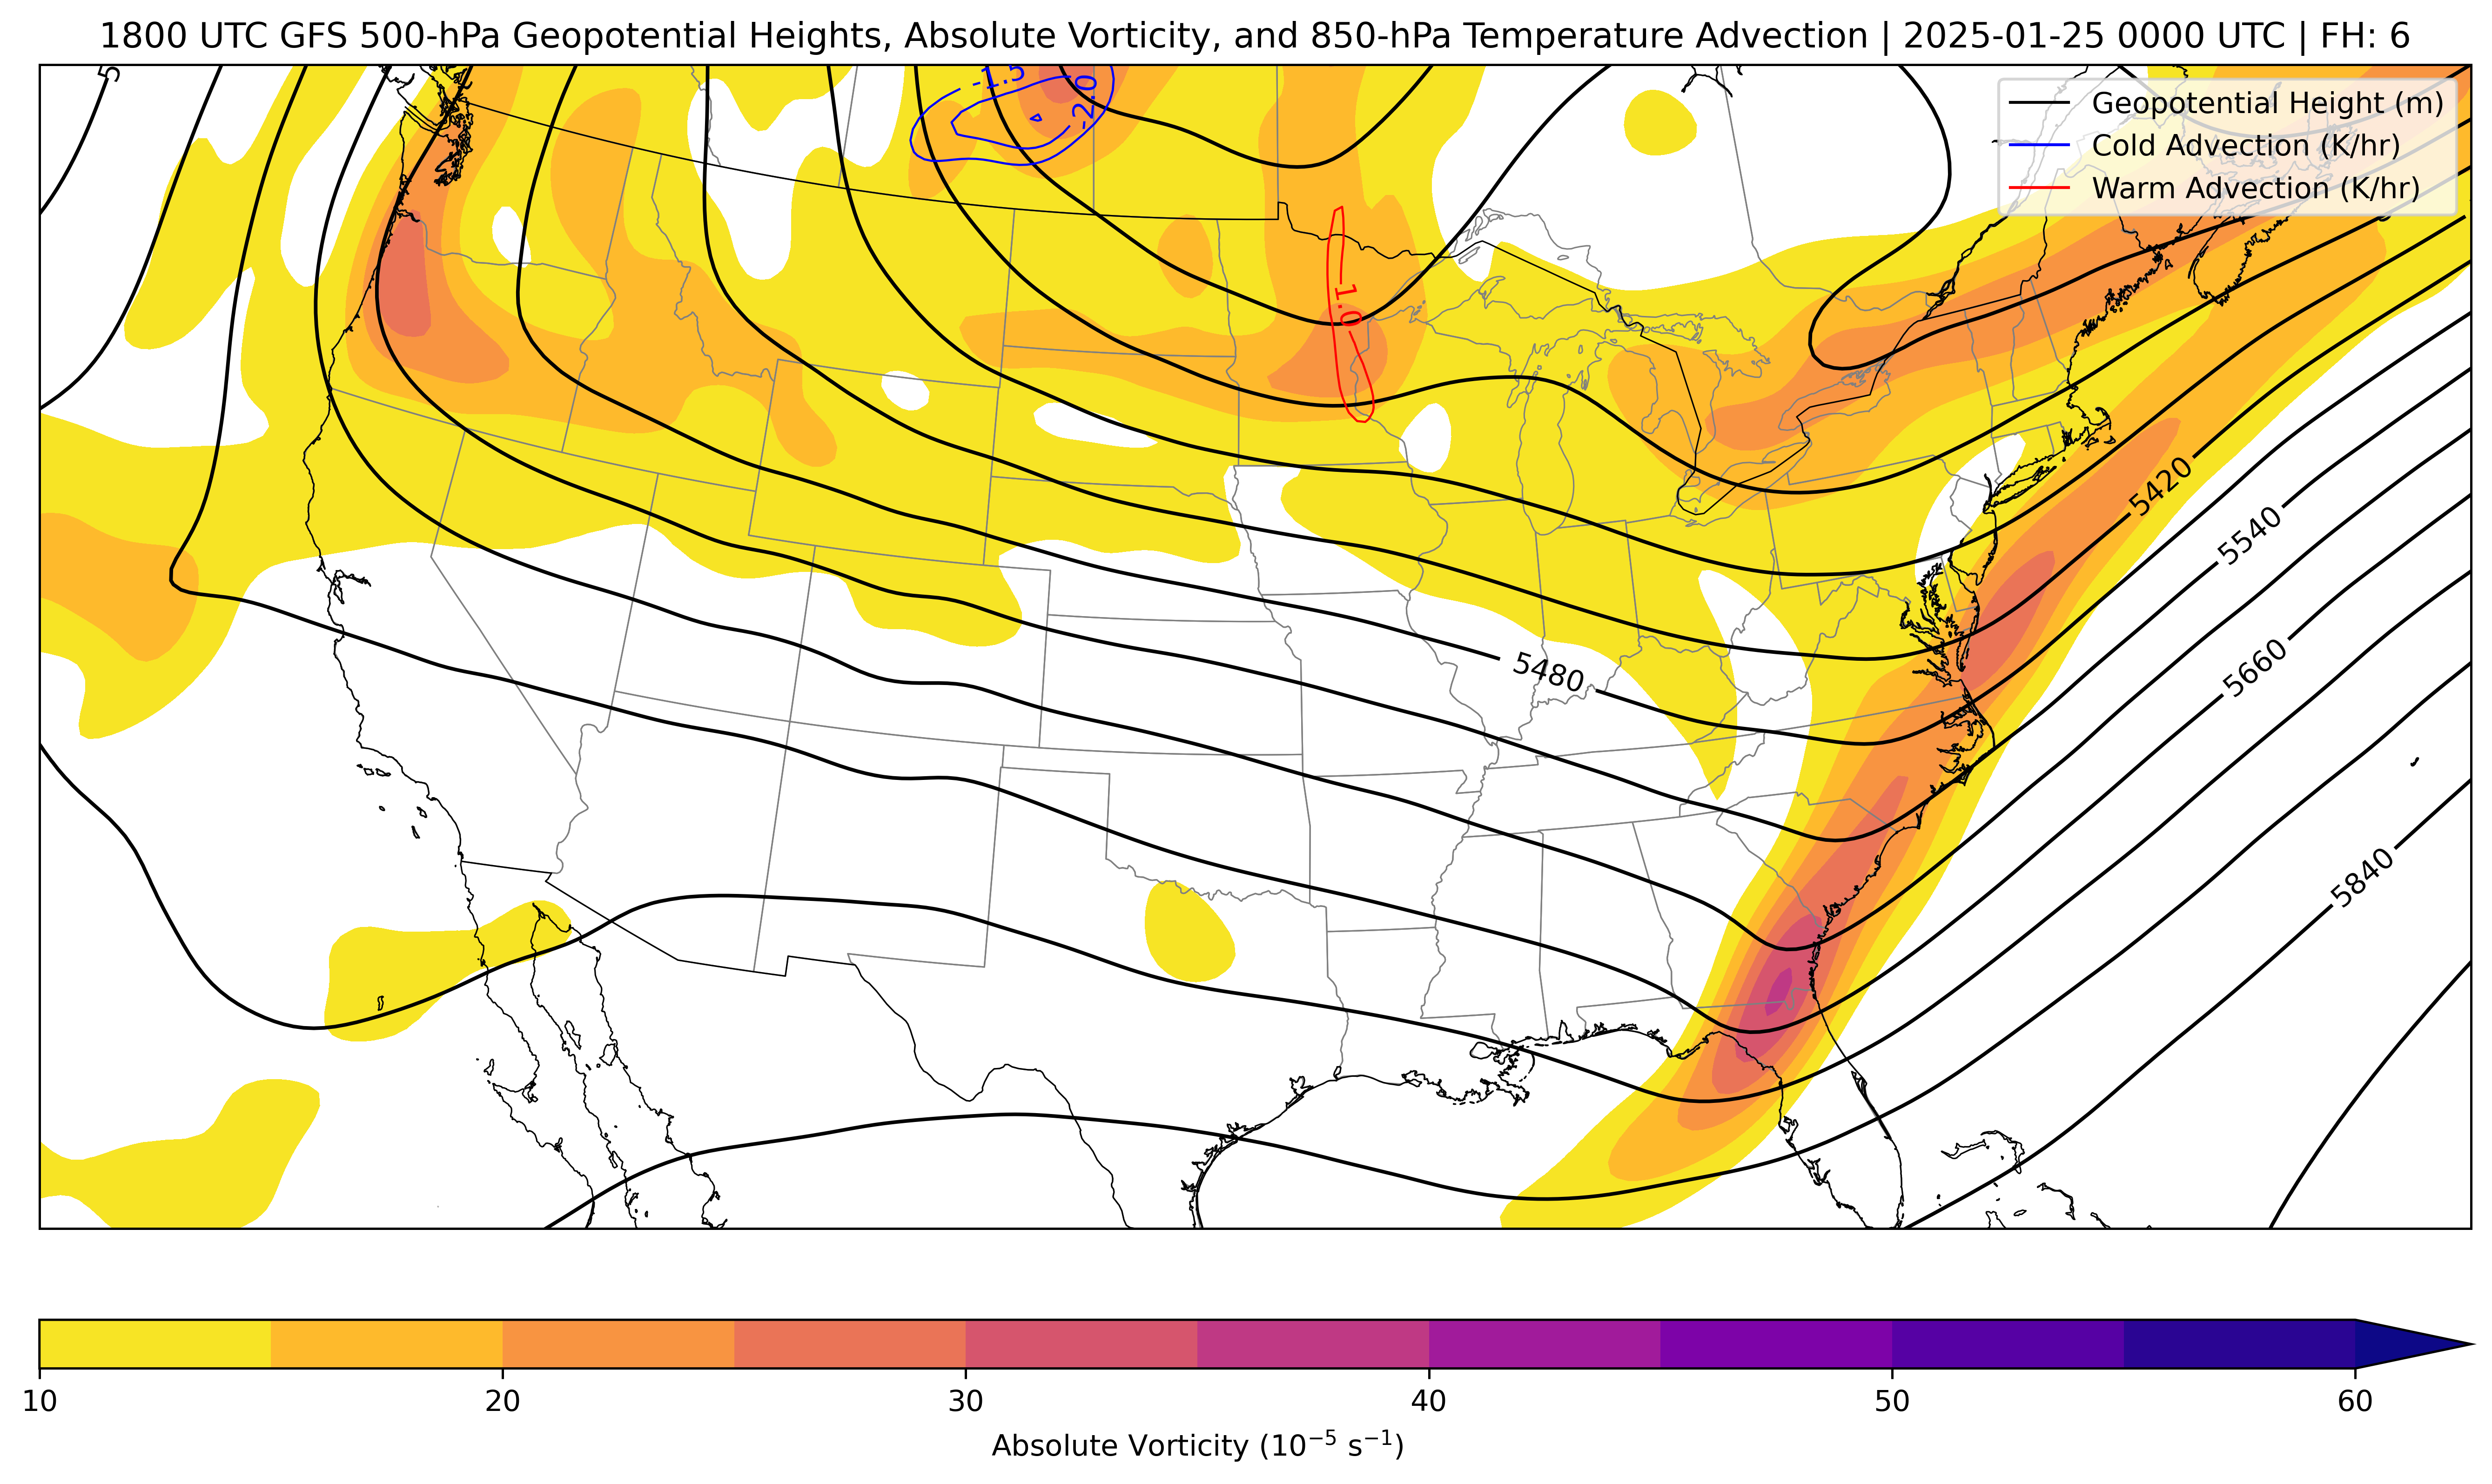 1800 UTC GFS 500-hPa Geopotential Heights, Absolute Vorticity, and 850-hPa Temperature Advection | 2025-01-25 0000 UTC | FH: 6
Geopotential Height (m)
Cold Advection (K/hr)
Warm Advection (K/hr)
-1.5
-2.0
1.0
5420
5540
5480
5660
5840
10 20 30 40 50 60
Absolute Vorticity (10⁻⁵ s⁻¹)